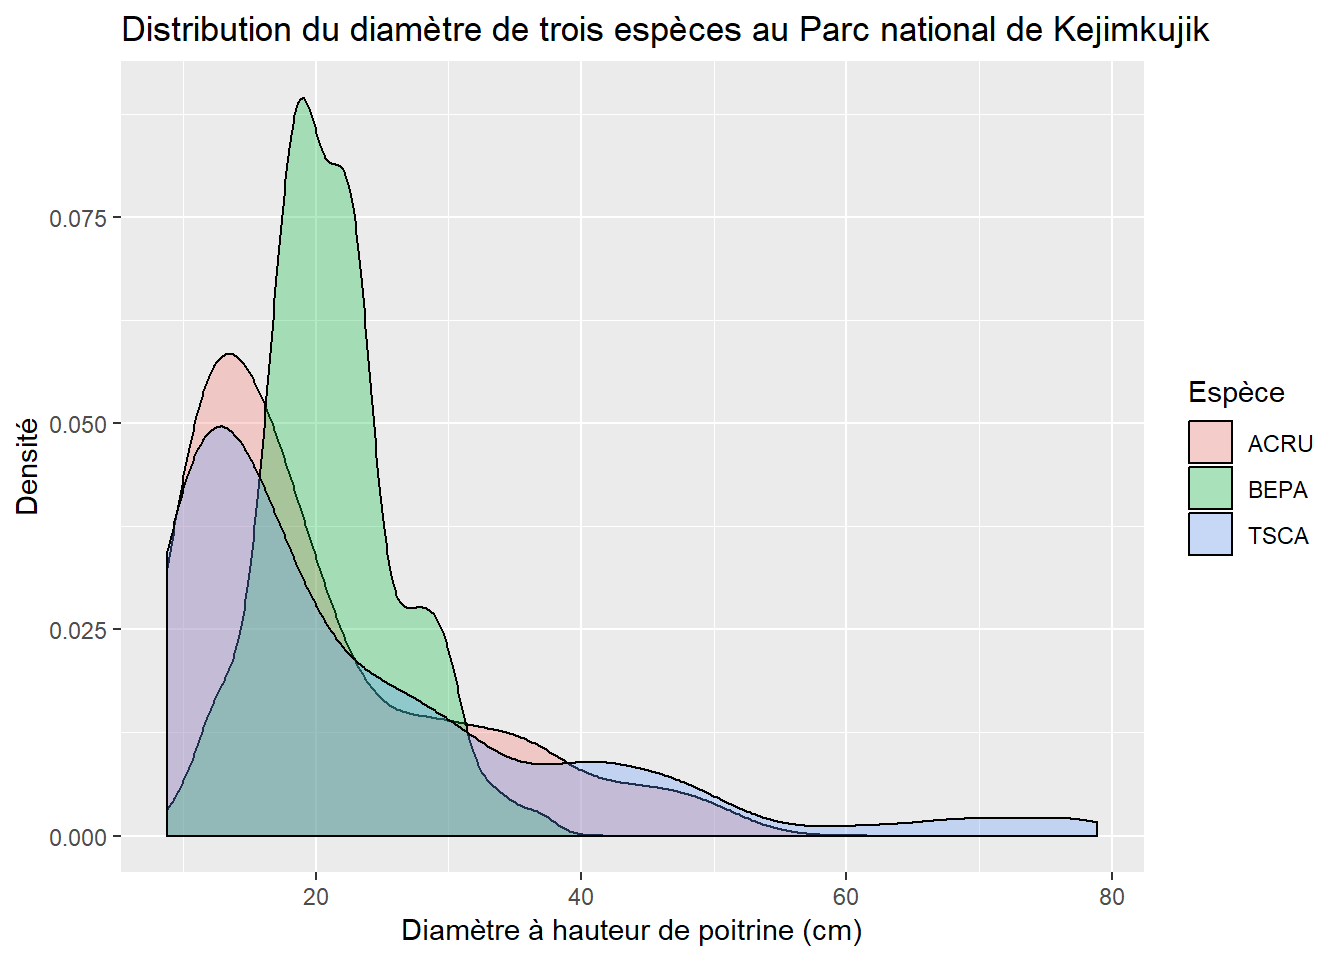 Distribution du diamètre de trois espèces au Parc national de Kejimkujik
Densité
0.075
0.050
0.025
0.000
20 40 60 80
Diamètre à hauteur de poitrine (cm)
Espèce
ACRU
BEPA
TSCA